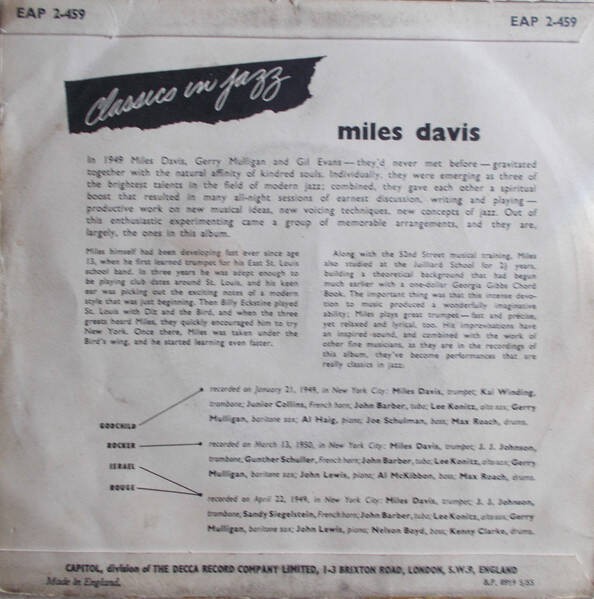 EAP 2-459
EAP 2-459
Classics in jazz
miles davis
In 1949 Miles Davis, Gerry Mulligan and Gil Evans — they'd never met before — gravitated
together with the natural affinity of kindred souls. Individually, they were emerging as three of
the brightest talents in the field of modern jazz; combined, they gave each other a spiritual
boost that resulted in many all-night sessions of earnest discussion, writing and playing —
productive work on new musical ideas, new voicing techniques, new concepts of jazz. Out of
this enthusiastic experimenting came a group of memorable arrangements, and they are,
largely, the ones in this album.
Miles himself had been developing fast ever since age
13, when he first learned trumpet for his East St. Louis
school band. In three years he was adept enough to
be playing club dates around St. Louis, and his keen
ear was picking out the exciting notes of a modern
style that was just beginning. Then Billy Eckstine played
St. Louis with Diz and the Bird, and when the three
greats heard Miles, they quickly encouraged him to try
New York. Once there, Miles was taken under the
Bird's wing, and he started learning even faster.
Along with the 52nd Street musical training, Miles
also studied at the Juilliard School for 2½ years,
building a theoretical background that had begun
much earlier with a one-dollar Georgia Gibbs Chord
Book. The important thing was that this intense devo-
tion to music produced a wonderfully imaginative
ability; Miles plays great trumpet — fast and precise,
yet relaxed and lyrical, too. His improvisations have
an inspired sound, and combined with the work of
other fine musicians, as they are in the recordings of
this album, they've become performances that are
really classics in jazz.
GODCHILD
recorded on January 21, 1949, in New York City: Miles Davis, trumpet; Kai Winding,
trombone; Junior Collins, French horn; John Barber, tuba; Lee Konitz, alto sax; Gerry
Mulligan, baritone sax; Al Haig, piano; Joe Schulman, bass; Max Roach, drums.
ROCKER
recorded on March 13, 1950, in New York City: Miles Davis, trumpet; J. J. Johnson,
trombone; Gunther Schuller, French horn; John Barber, tuba; Lee Konitz, alto sax; Gerry
Mulligan, baritone sax; John Lewis, piano; Al McKibbon, bass; Max Roach, drums.
ISRAEL
ROUGE
recorded on April 22, 1949, in New York City: Miles Davis, trumpet; J. J. Johnson,
trombone; Sandy Siegelstein, French horn; John Barber, tuba; Lee Konitz, alto sax; Gerry
Mulligan, baritone sax; John Lewis, piano; Nelson Boyd, bass; Kenny Clarke, drums.
CAPITOL, division of THE DECCA RECORD COMPANY LIMITED, 1-3 BRIXTON ROAD, LONDON, S.W.9, ENGLAND
Made in England.